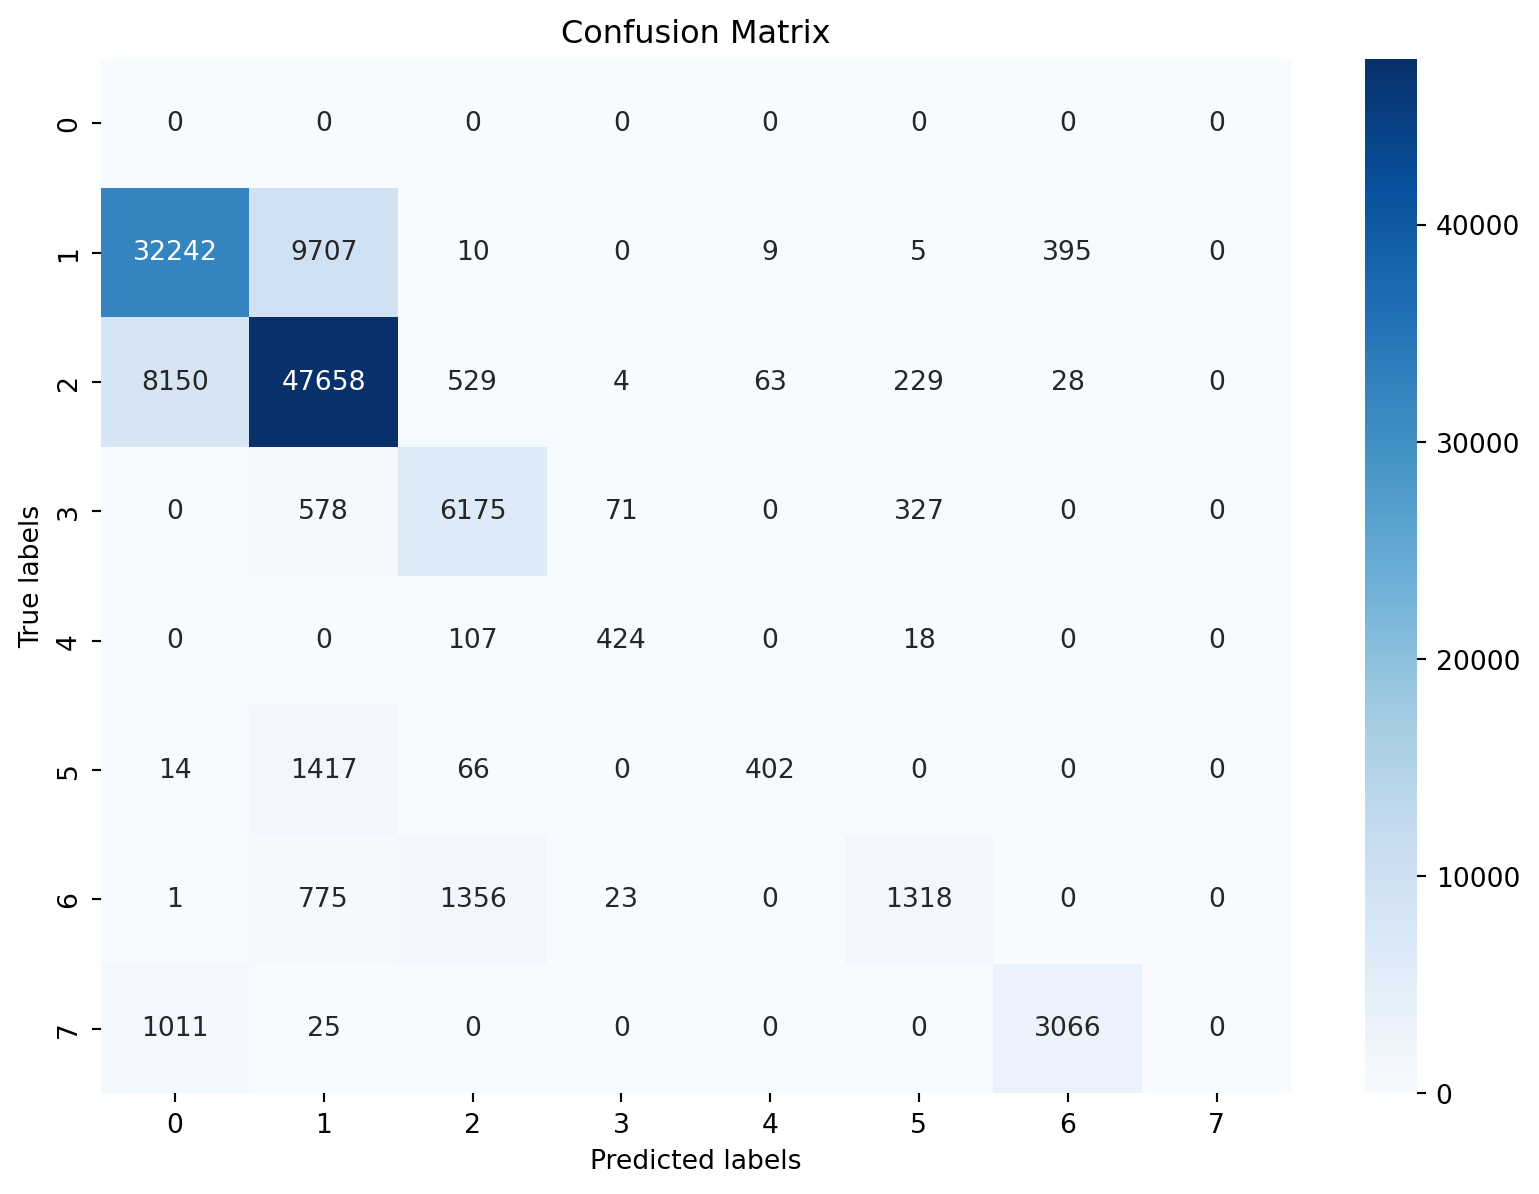 Confusion Matrix
0 0 0 0 0 0 0 0 0
1 32242 9707 10 0 9 5 395 0
2 8150 47658 529 4 63 229 28 0
3 0 578 6175 71 0 327 0 0
4 0 0 107 424 0 18 0 0
5 14 1417 66 0 402 0 0 0
6 1 775 1356 23 0 1318 0 0
7 1011 25 0 0 0 0 3066 0
True labels
0 1 2 3 4 5 6 7
Predicted labels
40000
30000
20000
10000
0